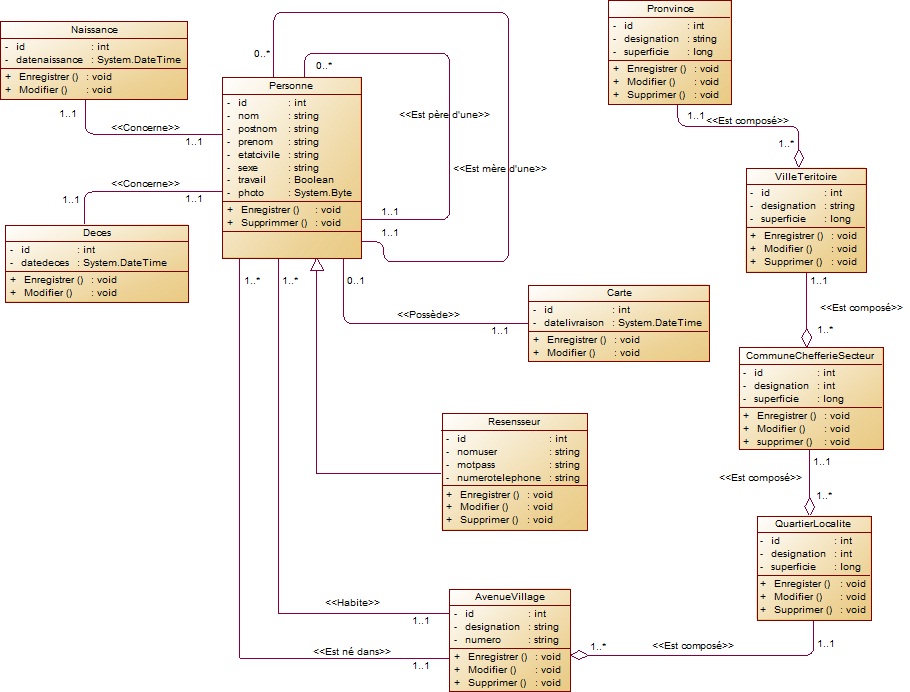 Naissance
- id : int
- datenaissance : System.DateTime
+ Enregistrer () : void
+ Modifier () : void
1..1
<<Concerne>>
1..1
<<Concerne>>
1..1
1..1
Deces
- id : int
- datedeces : System.DateTime
+ Enregistrer () : void
+ Modifier () : void
0..*
0..*
Personne
- id : int
- nom : string
- postnom : string
- prenom : string
- etatcivile : string
- sexe : string
- travail : Boolean
- photo : System.Byte
+ Enregistrer () : void
+ Supprimmer () : void
<<Est père d'une>>
<<Est mère d'une>>
1..1
1..1
1..*
1..*
0..1
<<Possède>>
1..1
Carte
- id : int
- datelivraison : System.DateTime
+ Enregistrer () : void
+ Modifier () : void
Resensseur
- id : int
- nomuser : string
- motpass : string
- numerotelephone : string
+ Enregistrer () : void
+ Modifier () : void
+ Supprimer () : void
<<Habite>>
1..1
<<Est né dans>>
1..1
AvenueVillage
- id : int
- designation : string
- numero : string
+ Enregistrer () : void
+ Modifier () : void
+ Supprimer () : void
Pronvince
- id : int
- designation : string
- superficie : long
+ Enregistrer () : void
+ Modifier () : void
+ Supprimer () : void
1..1
<<Est composé>>
1..*
VilleTeritoire
- id : int
- designation : string
- superficie : long
+ Enregistrer () : void
+ Modifier () : void
+ Supprimer () : void
1..1
<<Est composé>>
1..*
CommuneChefferieSecteur
- id : int
- designation : int
- superficie : long
+ Enregistrer () : void
+ Modifier () : void
+ supprimer () : void
1..1
<<Est composé>>
1..*
QuartierLocalite
- id : int
- designation : int
- superficie : long
+ Enregister () : void
+ Modifier () : void
+ Supprimer () : void
1..1
<<Est composé>>
1..*